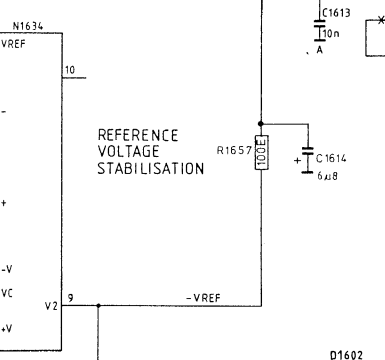 C1613
10n
A
N1634
VREF
10
-
REFERENCE
VOLTAGE
STABILISATION
R1657
100E
+
C1614
6µ8
+
-V
VC
V2
9
-VREF
+V
D1602